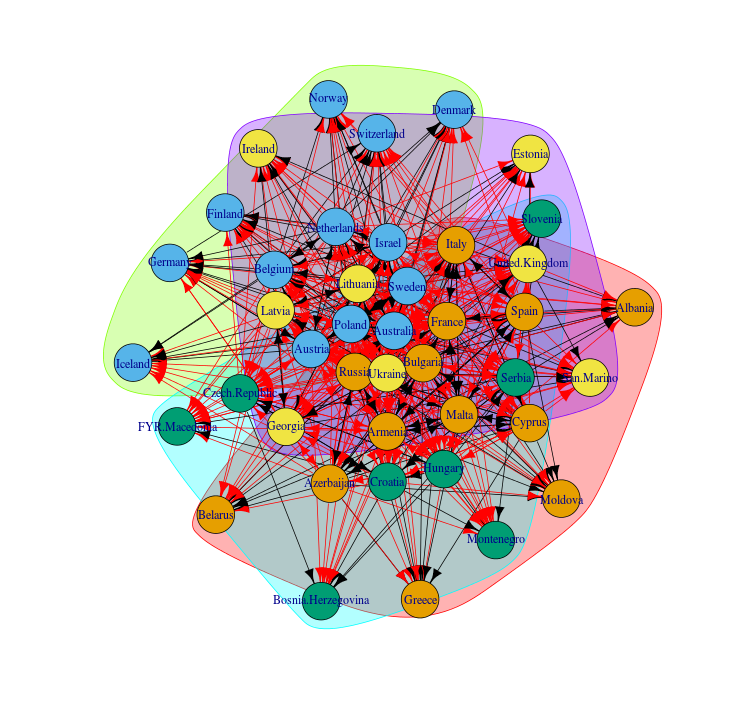 Norway
Denmark
Switzerland
Ireland
Estonia
Finland
Slovenia
Netherlands
Israel
Italy
Germany
Belgium
United.Kingdom
Lithuania
Sweden
Latvia
Spain
Albania
Poland
Australia
France
Austria
Iceland
Bulgaria
Russia
Ukraine
Serbia
San.Marino
Czech.Republic
Malta
Cyprus
FYR.Macedonia
Georgia
Armenia
Hungary
Azerbaijan
Croatia
Moldova
Belarus
Montenegro
Bosnia.Herzegovina
Greece